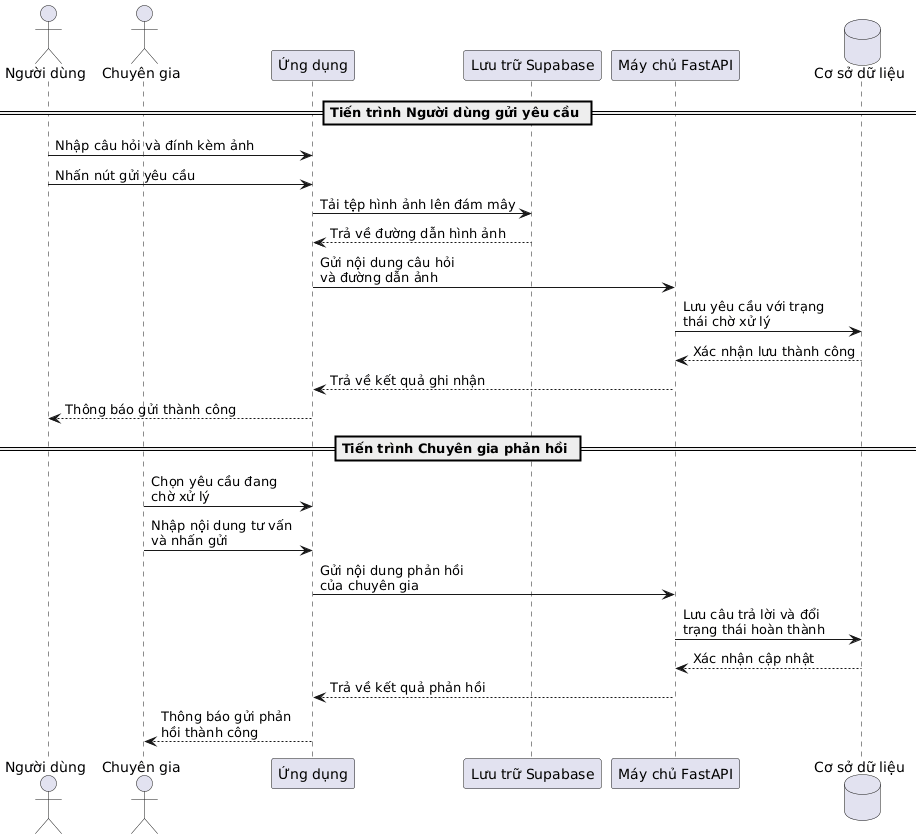 Người dùng
Chuyên gia
Ứng dụng
Lưu trữ Supabase
Máy chủ FastAPI
Cơ sở dữ liệu
Tiến trình Người dùng gửi yêu cầu
Nhập câu hỏi và đính kèm ảnh
Nhấn nút gửi yêu cầu
Tải tệp hình ảnh lên đám mây
Trả về đường dẫn hình ảnh
Gửi nội dung câu hỏi
và đường dẫn ảnh
Lưu yêu cầu với trạng
thái chờ xử lý
Xác nhận lưu thành công
Trả về kết quả ghi nhận
Thông báo gửi thành công
Tiến trình Chuyên gia phản hồi
Chọn yêu cầu đang
chờ xử lý
Nhập nội dung tư vấn
và nhấn gửi
Gửi nội dung phản hồi
của chuyên gia
Lưu câu trả lời và đổi
trạng thái hoàn thành
Xác nhận cập nhật
Trả về kết quả phản hồi
Thông báo gửi phản
hồi thành công
Người dùng
Chuyên gia
Ứng dụng
Lưu trữ Supabase
Máy chủ FastAPI
Cơ sở dữ liệu